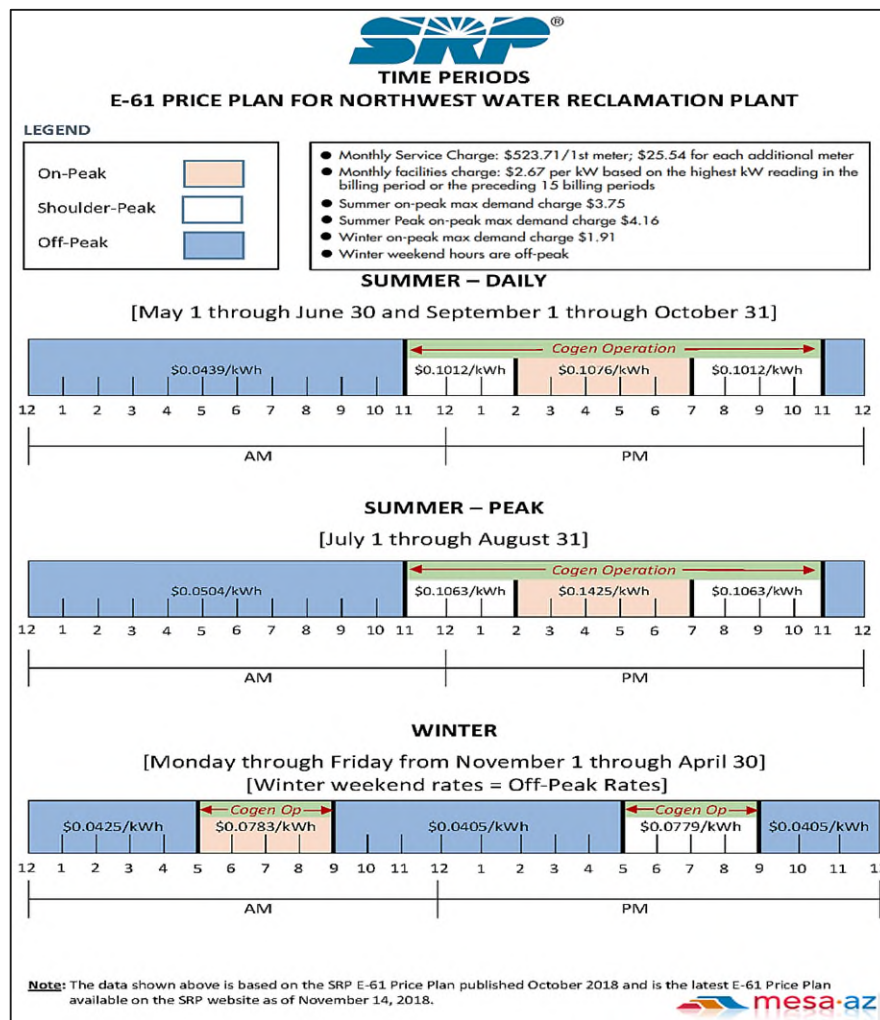 SRP®
TIME PERIODS
E-61 PRICE PLAN FOR NORTHWEST WATER RECLAMATION PLANT
LEGEND
On-Peak
Shoulder-Peak
Off-Peak
● Monthly Service Charge: $523.71/1st meter; $25.54 for each additional meter
● Monthly facilities charge: $2.67 per kW based on the highest kW reading in the
billing period or the preceding 15 billing periods
● Summer on-peak max demand charge $3.75
● Summer Peak on-peak max demand charge $4.16
● Winter on-peak max demand charge $1.91
● Winter weekend hours are off-peak
SUMMER – DAILY
[May 1 through June 30 and September 1 through October 31]
Cogen Operation
$0.0439/kWh $0.1012/kWh $0.1076/kWh $0.1012/kWh
12 1 2 3 4 5 6 7 8 9 10 11 12 1 2 3 4 5 6 7 8 9 10 11 12
AM PM
SUMMER – PEAK
[July 1 through August 31]
Cogen Operation
$0.0504/kWh $0.1063/kWh $0.1425/kWh $0.1063/kWh
12 1 2 3 4 5 6 7 8 9 10 11 12 1 2 3 4 5 6 7 8 9 10 11 12
AM PM
WINTER
[Monday through Friday from November 1 through April 30]
[Winter weekend rates = Off-Peak Rates]
Cogen Op Cogen Op
$0.0425/kWh $0.0783/kWh $0.0405/kWh $0.0779/kWh $0.0405/kWh
12 1 2 3 4 5 6 7 8 9 10 11 12 1 2 3 4 5 6 7 8 9 10 11
AM PM
Note: The data shown above is based on the SRP E-61 Price Plan published October 2018 and is the latest E-61 Price Plan
available on the SRP website as of November 14, 2018.
mesa·az